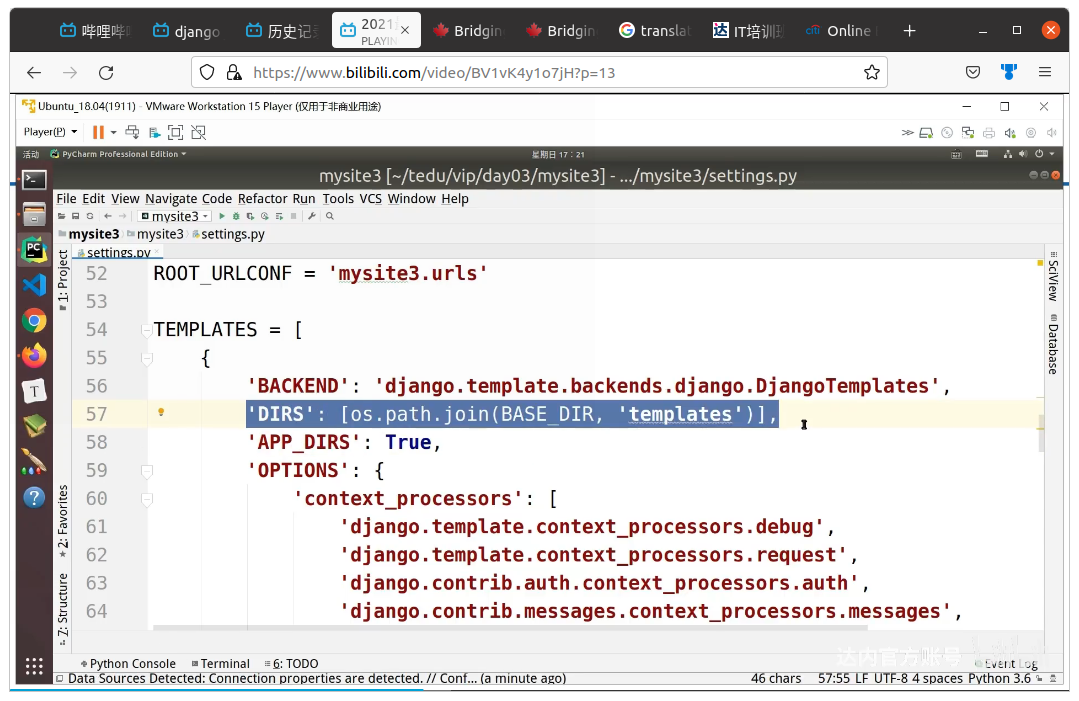 哔哩哔哩
django
历史记录
2021
PLAYIN
Bridgin
Bridgin
translat
IT培训班
Online
https://www.bilibili.com/video/BV1vK4y1o7jH?p=13
Ubuntu_18.04(1911) - VMware Workstation 15 Player (仅用于非商业用途)
Player(P)
活动 PyCharm Professional Edition 星期日 17：21
mysite3 [~/tedu/vip/day03/mysite3] - .../mysite3/settings.py
File Edit View Navigate Code Refactor Run Tools VCS Window Help
mysite3
mysite3 mysite3 settings.py
settings.py
1: Project
2: Favorites
Z: Structure
52 ROOT_URLCONF = 'mysite3.urls'
53
54 TEMPLATES = [
55 {
56 'BACKEND': 'django.template.backends.django.DjangoTemplates',
57 'DIRS': [os.path.join(BASE_DIR, 'templates')],
58 'APP_DIRS': True,
59 'OPTIONS': {
60 'context_processors': [
61 'django.template.context_processors.debug',
62 'django.template.context_processors.request',
63 'django.contrib.auth.context_processors.auth',
64 'django.contrib.messages.context_processors.messages',
SciView
Database
达内官方账号
Python Console Terminal 6: TODO Event Log
Data Sources Detected: Connection properties are detected. // Conf... (a minute ago) 46 chars 57:55 LF UTF-8 4 spaces Python 3.6